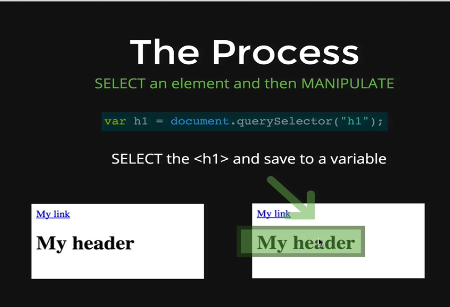 The Process
SELECT an element and then MANIPULATE
var h1 = document.querySelector("h1");
SELECT the <h1> and save to a variable
My link
My header
My link
My header